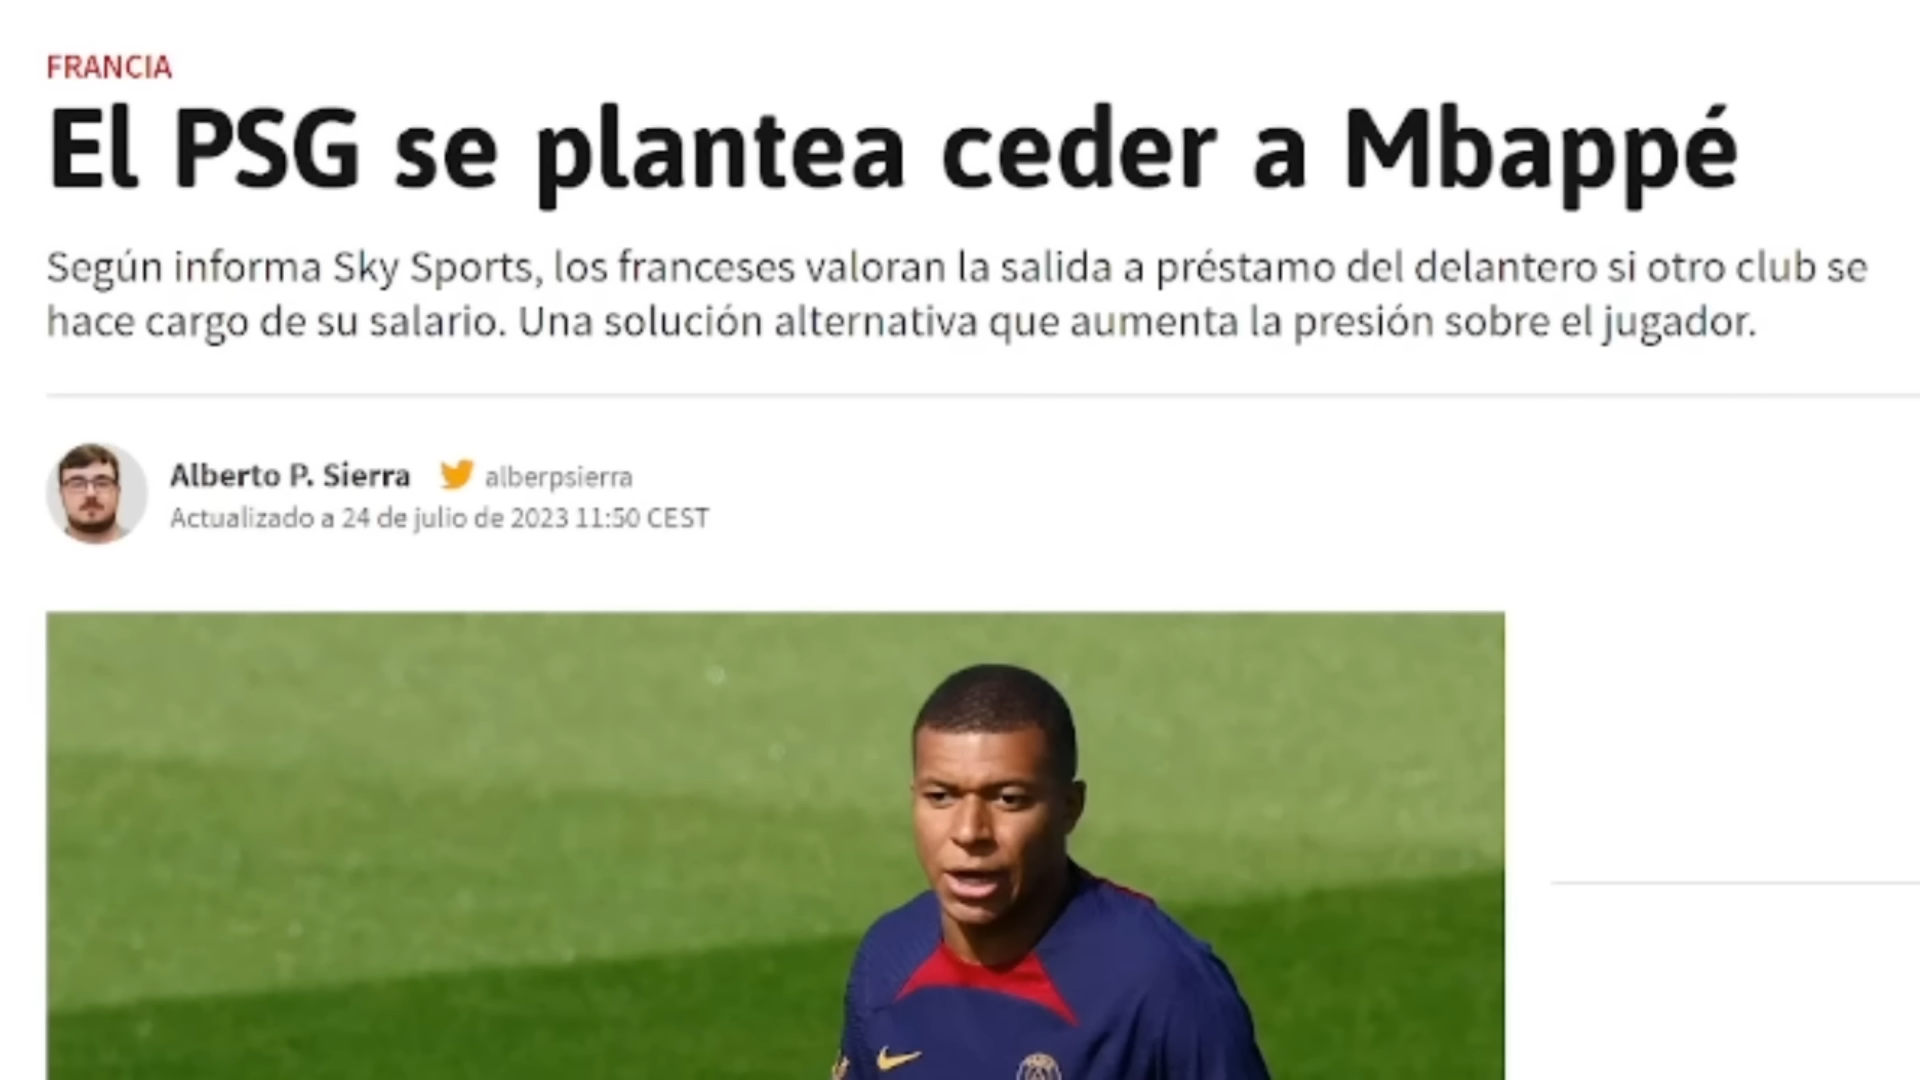 FRANCIA
El PSG se plantea ceder a Mbappé
Según informa Sky Sports, los franceses valoran la salida a préstamo del delantero si otro club se
hace cargo de su salario. Una solución alternativa que aumenta la presión sobre el jugador.
Alberto P. Sierra alberpsierra
Actualizado a 24 de julio de 2023 11:50 CEST